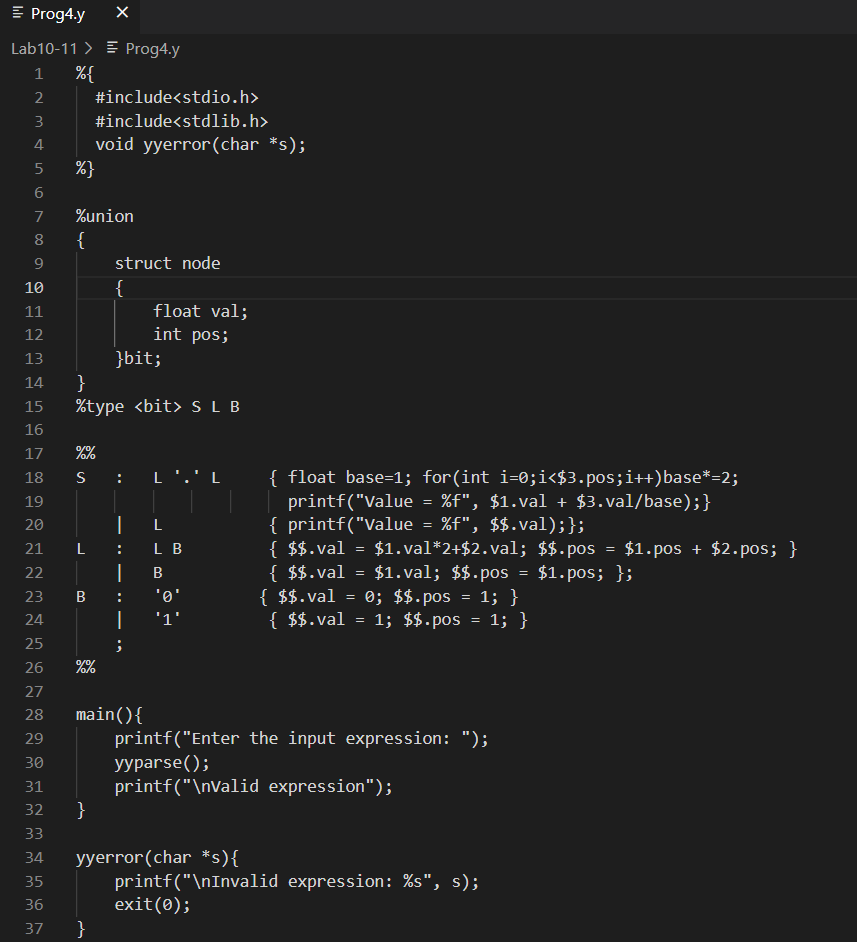 Prog4.y ×
Lab10-11 > Prog4.y
1 %{
2 #include<stdio.h>
3 #include<stdlib.h>
4 void yyerror(char *s);
5 %}
6
7 %union
8 {
9 struct node
10 {
11 float val;
12 int pos;
13 }bit;
14 }
15 %type <bit> S L B
16
17 %%
18 S : L '.' L { float base=1; for(int i=0;i<$3.pos;i++)base*=2;
19 printf("Value = %f", $1.val + $3.val/base);}
20 | L { printf("Value = %f", $$.val);};
21 L : L B { $$.val = $1.val*2+$2.val; $$.pos = $1.pos + $2.pos; }
22 | B { $$.val = $1.val; $$.pos = $1.pos; };
23 B : '0' { $$.val = 0; $$.pos = 1; }
24 | '1' { $$.val = 1; $$.pos = 1; }
25 ;
26 %%
27
28 main(){
29 printf("Enter the input expression: ");
30 yyparse();
31 printf("\nValid expression");
32 }
33
34 yyerror(char *s){
35 printf("\nInvalid expression: %s", s);
36 exit(0);
37 }